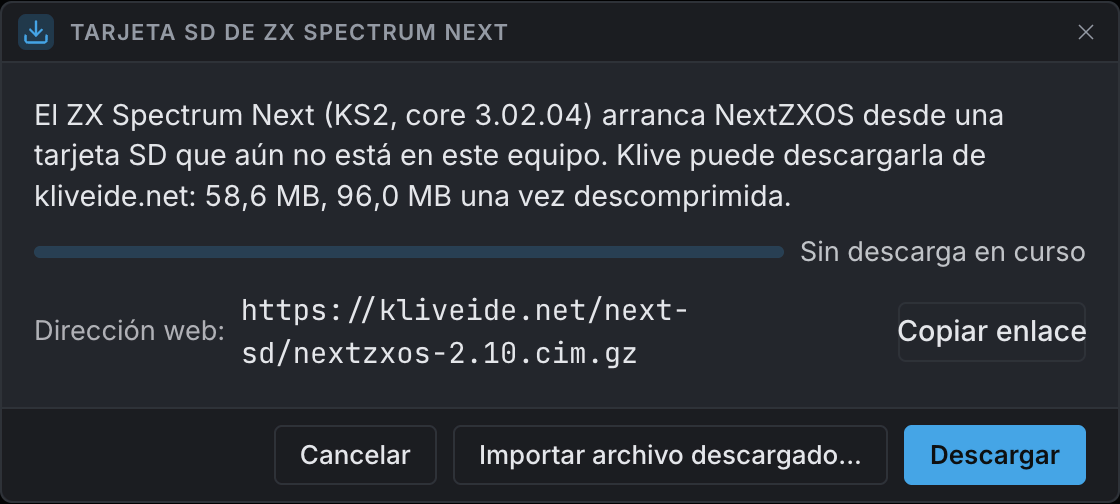 TARJETA SD DE ZX SPECTRUM NEXT
El ZX Spectrum Next (KS2, core 3.02.04) arranca NextZXOS desde una
tarjeta SD que aún no está en este equipo. Klive puede descargarla de
kliveide.net: 58,6 MB, 96,0 MB una vez descomprimida.
Sin descarga en curso
Dirección web:
https://kliveide.net/next-
sd/nextzxos-2.10.cim.gz
Copiar enlace
Cancelar
Importar archivo descargado...
Descargar